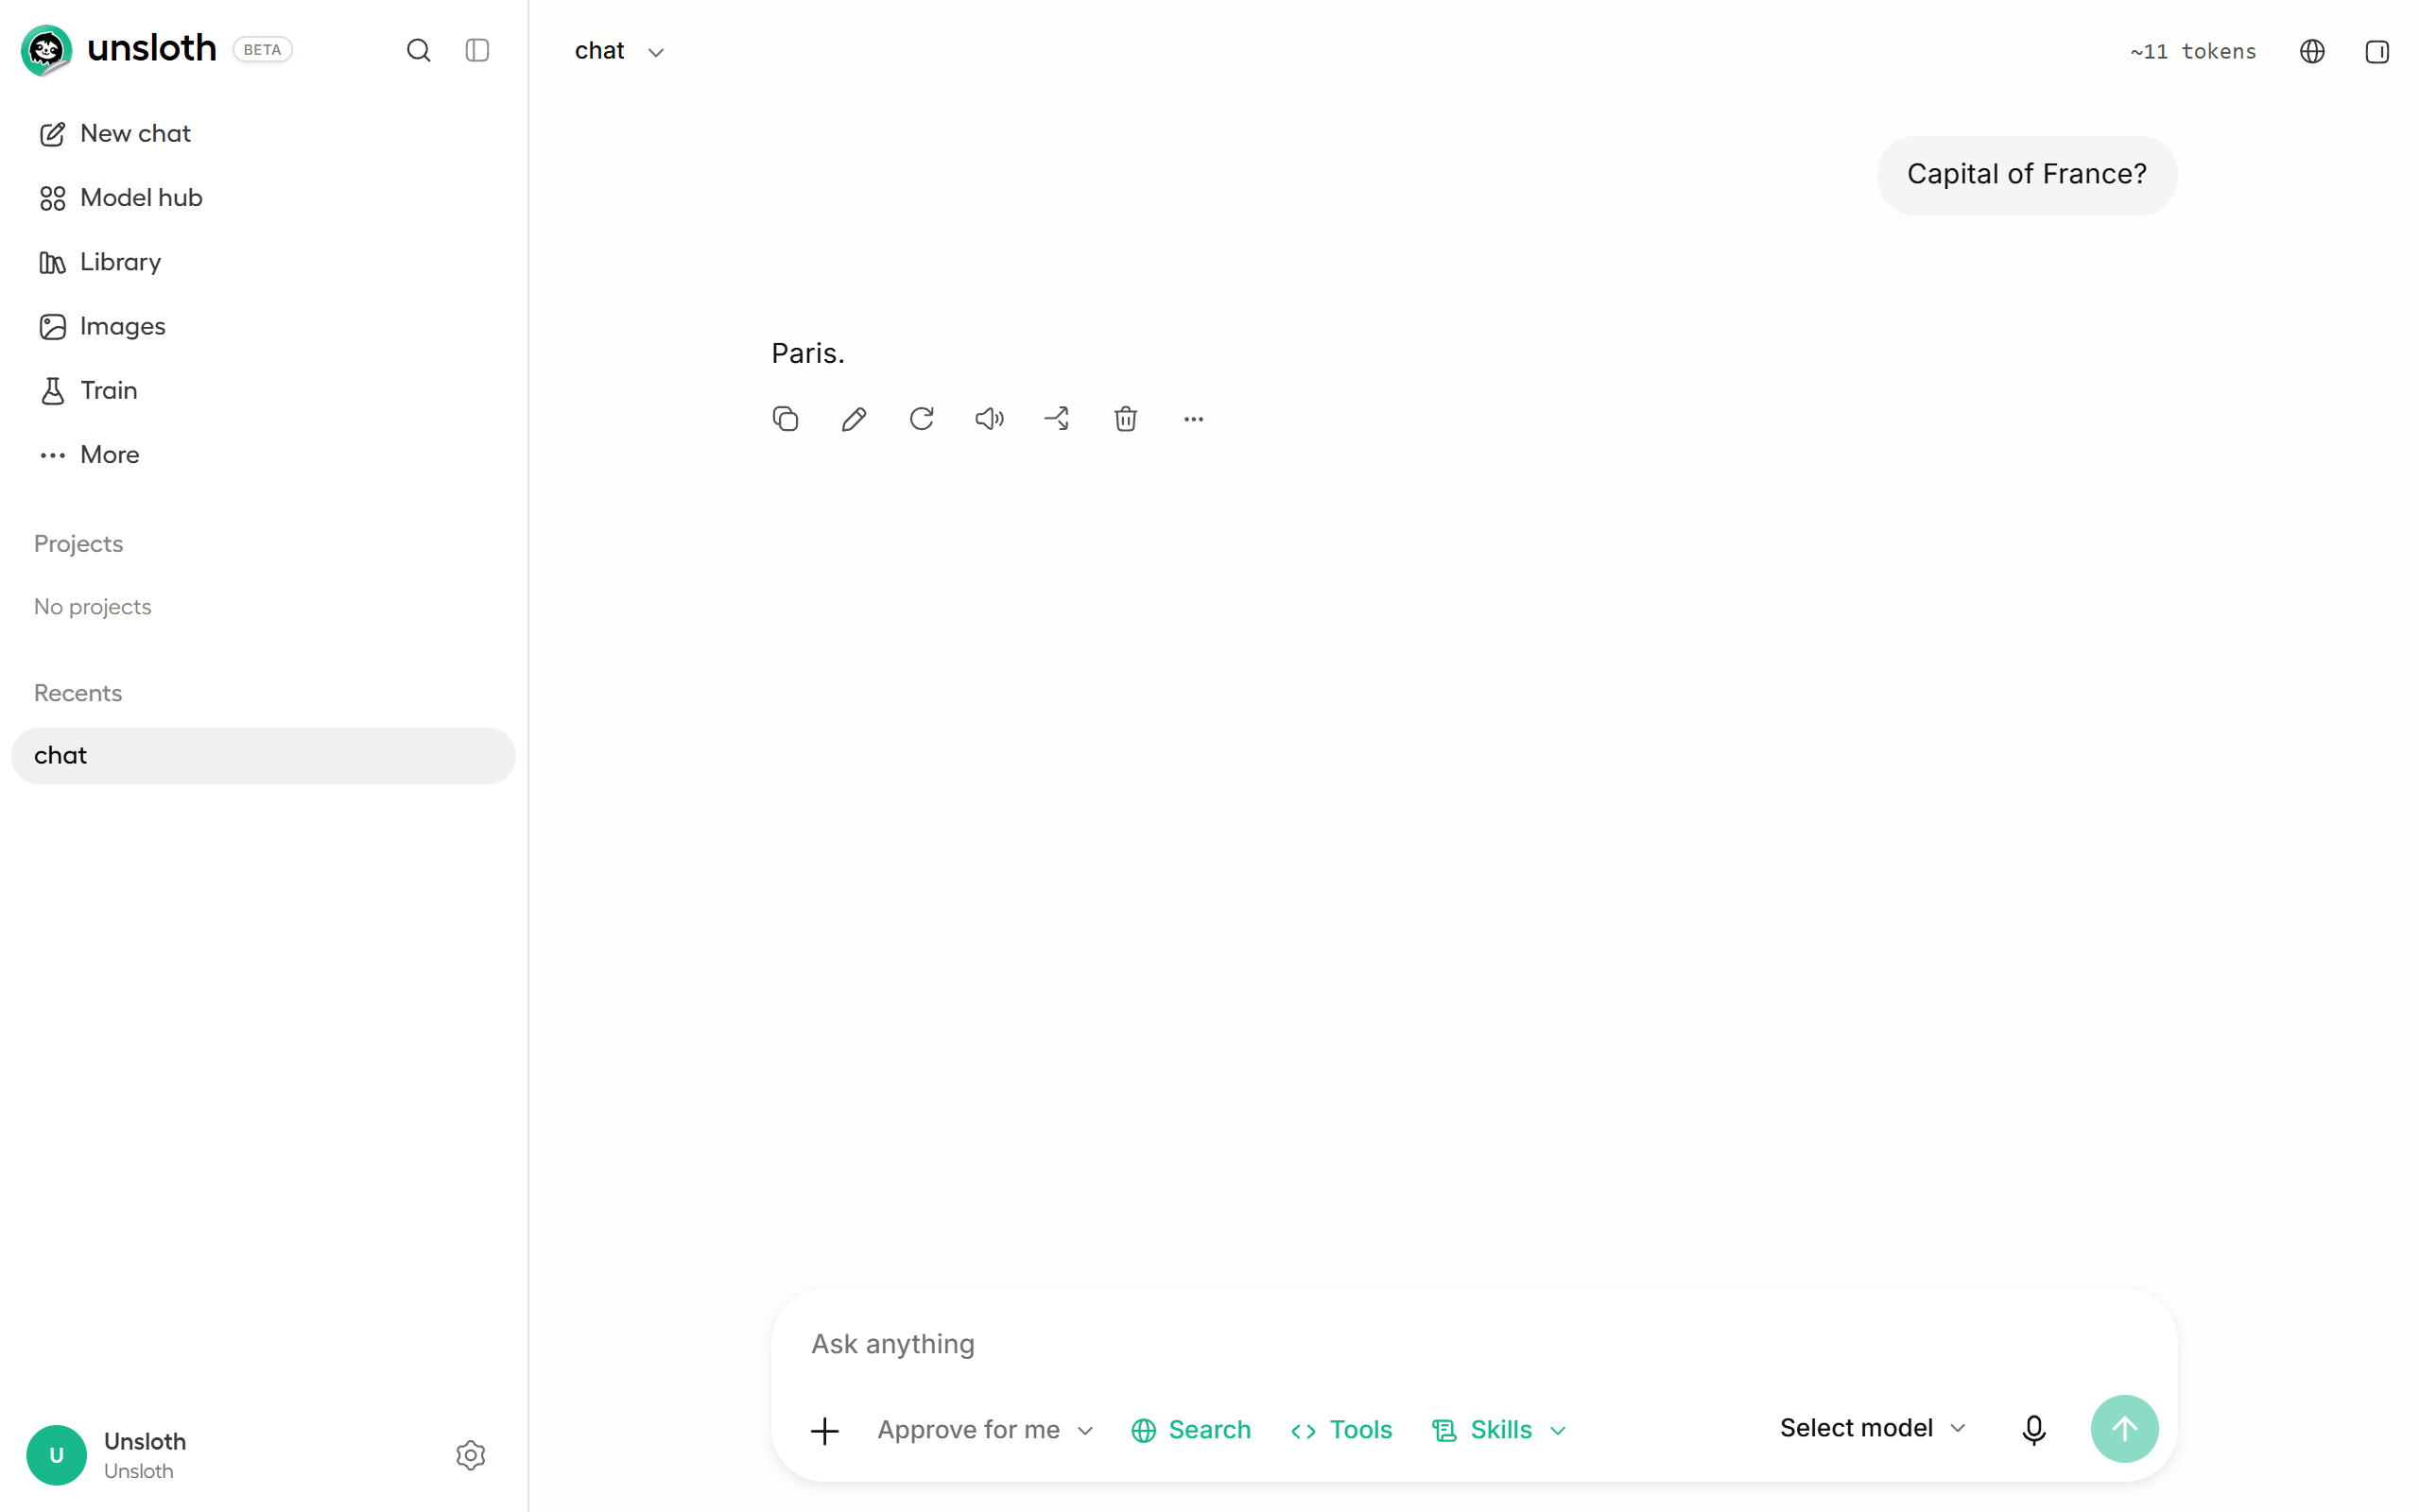 unsloth BETA
New chat
Model hub
Library
Images
Train
More
Projects
No projects
Recents
chat
U
Unsloth
Unsloth
chat
~11 tokens
Capital of France?
Paris.
Ask anything
Approve for me Search Tools Skills Select model